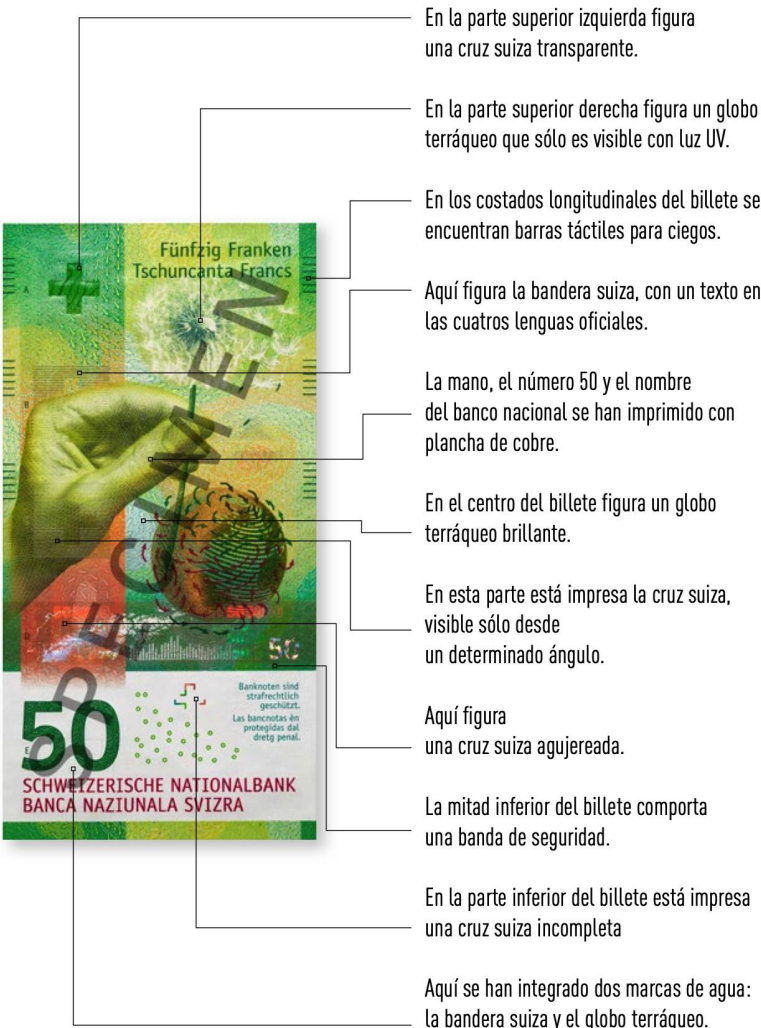 En la parte superior izquierda figura
una cruz suiza transparente.
En la parte superior derecha figura un globo
terráqueo que sólo es visible con luz UV.
En los costados longitudinales del billete se
encuentran barras táctiles para ciegos.
Aquí figura la bandera suiza, con un texto en
las cuatros lenguas oficiales.
La mano, el número 50 y el nombre
del banco nacional se han imprimido con
plancha de cobre.
En el centro del billete figura un globo
terráqueo brillante.
En esta parte está impresa la cruz suiza,
visible sólo desde
un determinado ángulo.
Aquí figura
una cruz suiza agujereada.
La mitad inferior del billete comporta
una banda de seguridad.
En la parte inferior del billete está impresa
una cruz suiza incompleta
Aquí se han integrado dos marcas de agua:
la bandera suiza y el globo terráqueo.
Fünfzig Franken
Tschuncanta Francs
A
B
SPECIMEN
50
Banknoten sind
strafrechtlich
geschützt.
Las bancnotas èn
protegidas dal
dretg penal.
50
E
SCHWEIZERISCHE NATIONALBANK
BANCA NAZIUNALA SVIZRA